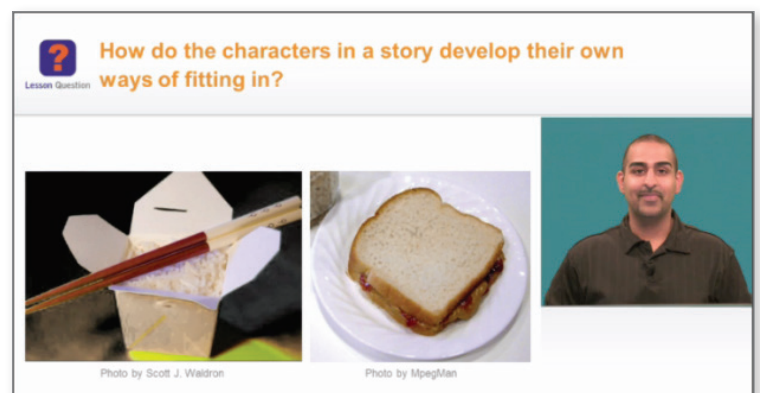 How do the characters in a story develop their own
Lesson Question
ways of fitting in?
Photo by Scott J. Waldron
Photo by MpegMan